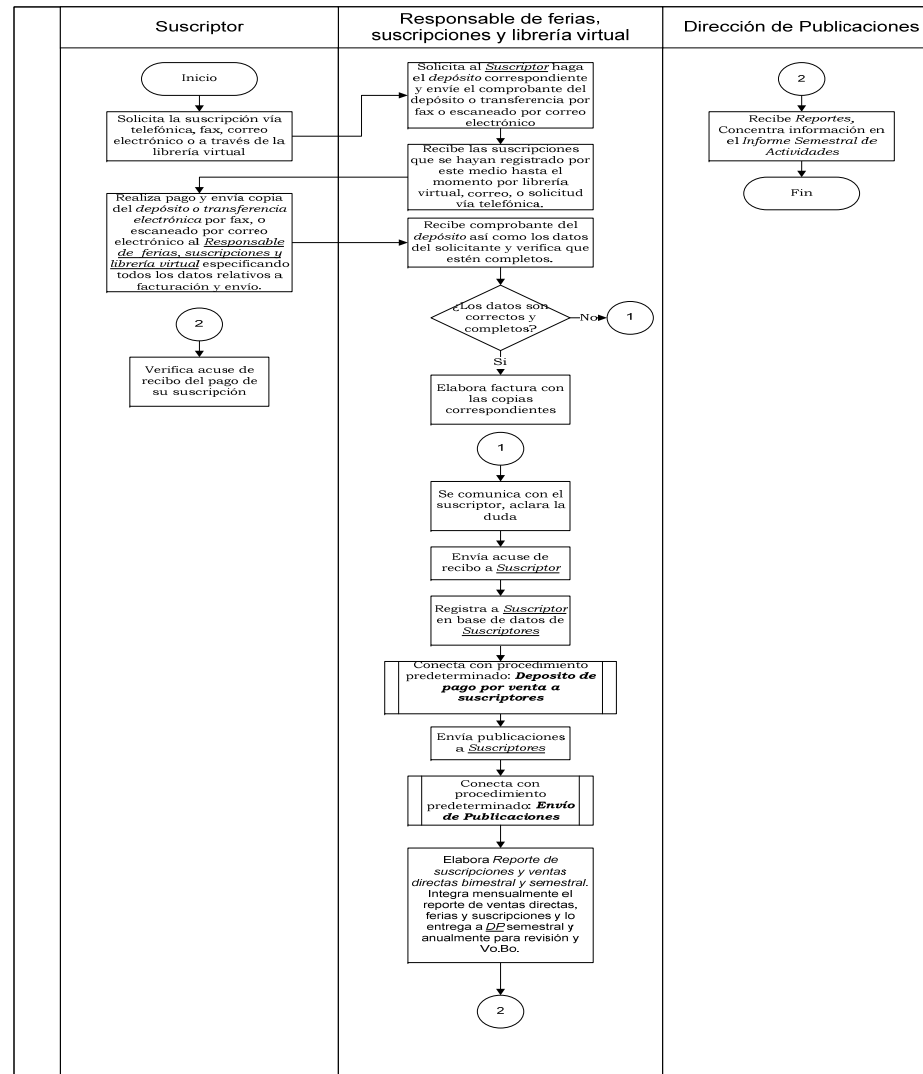 Suscriptor
Responsable de ferias,
suscripciones y librería virtual
Dirección de Publicaciones
Inicio
Solicita la suscripción vía
telefónica, fax, correo
electrónico o a través de la
librería virtual
Realiza pago y envía copia
del depósito o transferencia
electrónica por fax, o
escaneado por correo
electrónico al Responsable
de ferias, suscripciones y
librería virtual especificando
todos los datos relativos a
facturación y envío.
2
Verifica acuse de
recibo del pago de
su suscripción
Solicita al Suscriptor haga
el depósito correspondiente
y envíe el comprobante del
depósito o transferencia por
fax o escaneado por correo
electrónico
Recibe las suscripciones
que se hayan registrado por
este medio hasta el
momento por librería
virtual, correo, o solicitud
vía telefónica.
Recibe comprobante del
depósito así como los datos
del solicitante y verifica que
estén completos.
¿Los datos son
correctos y
completos?
No
1
Si
Elabora factura con
las copias
correspondientes
1
Se comunica con el
suscriptor, aclara la
duda
Envía acuse de
recibo a Suscriptor
Registra a Suscriptor
en base de datos de
Suscriptores
Conecta con procedimiento
predeterminado: Deposito de
pago por venta a
suscriptores
Envía publicaciones
a Suscriptores
Conecta con
procedimiento
predeterminado: Envío
de Publicaciones
Elabora Reporte de
suscripciones y ventas
directas bimestral y semestral.
Integra mensualmente el
reporte de ventas directas,
ferias y suscripciones y lo
entrega a DP semestral y
anualmente para revisión y
Vo.Bo.
2
2
Recibe Reportes,
Concentra información en
el Informe Semestral de
Actividades
Fin